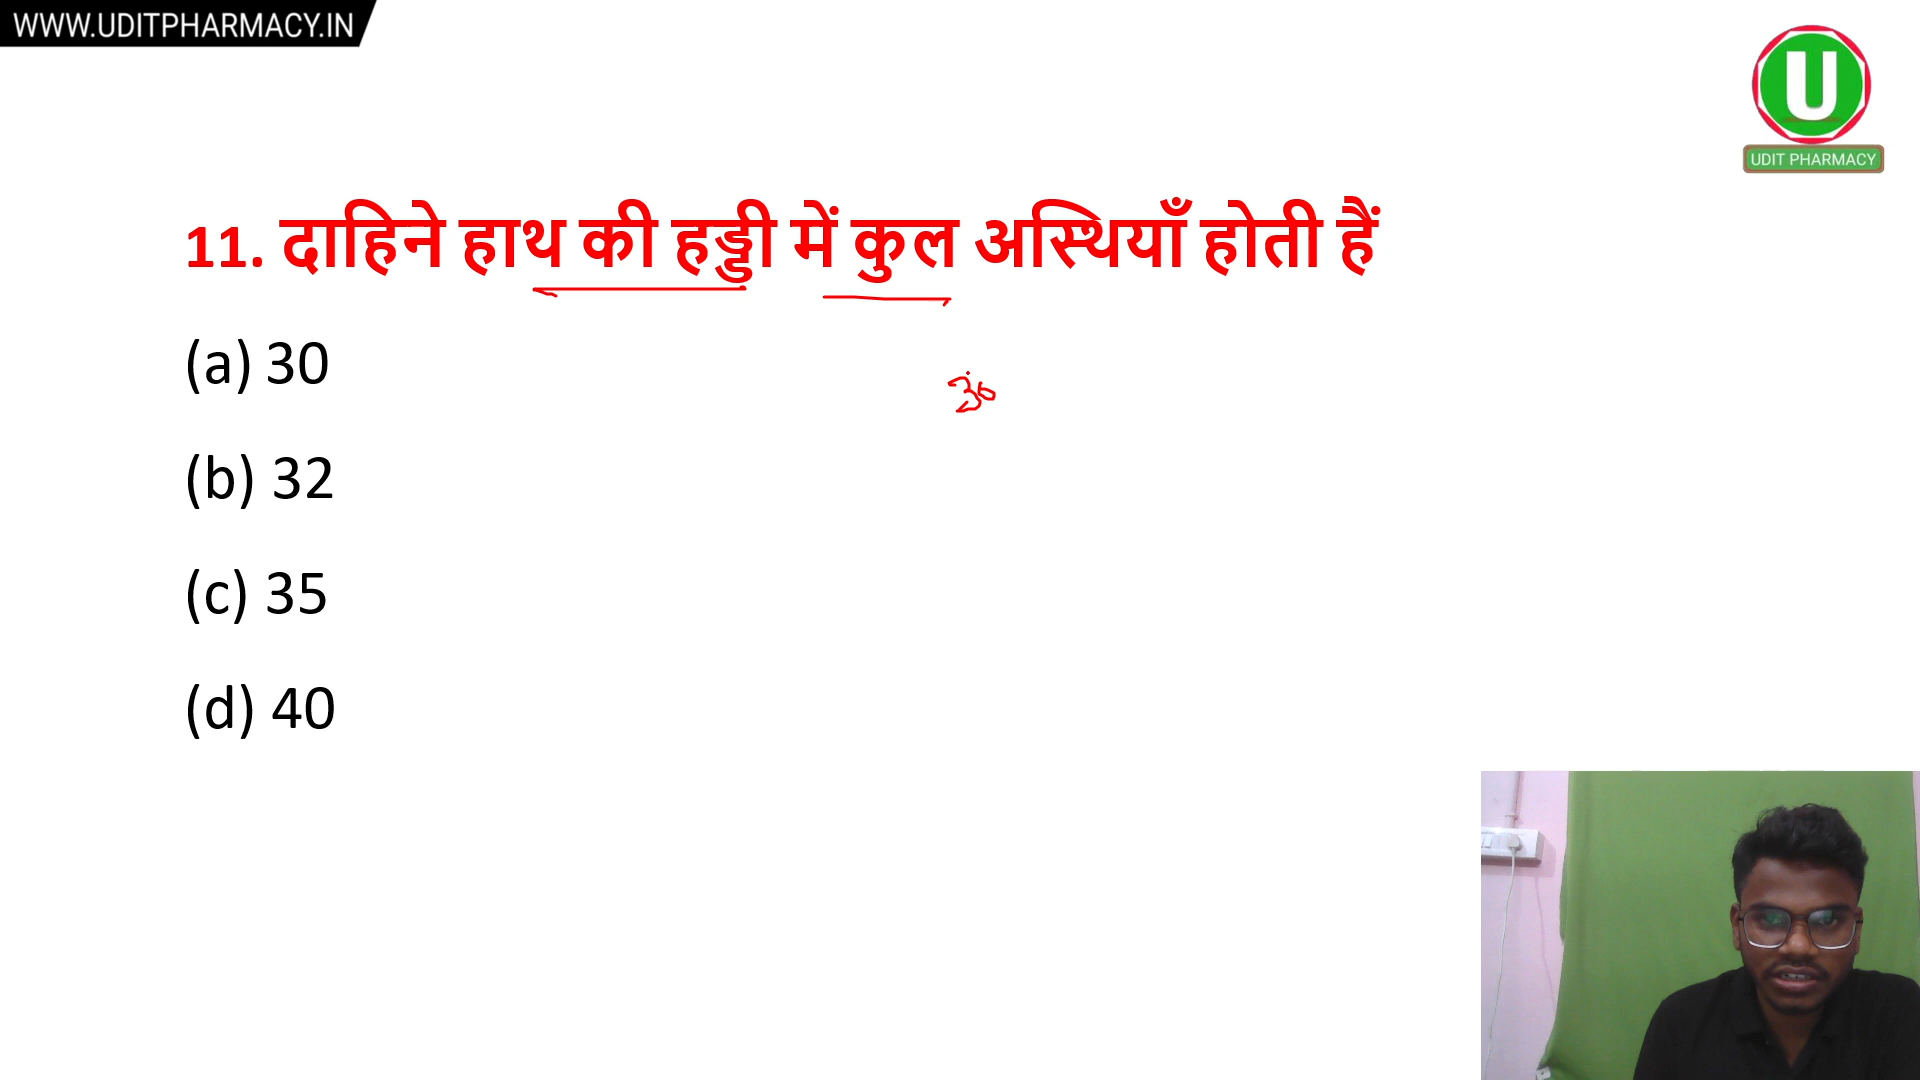 WWW.UDITPHARMACY.IN
U
UDIT PHARMACY
11. दाहिने हाथ की हड्डी में कुल अस्थियाँ होती हैं
30
(a) 30
(b) 32
(c) 35
(d) 40